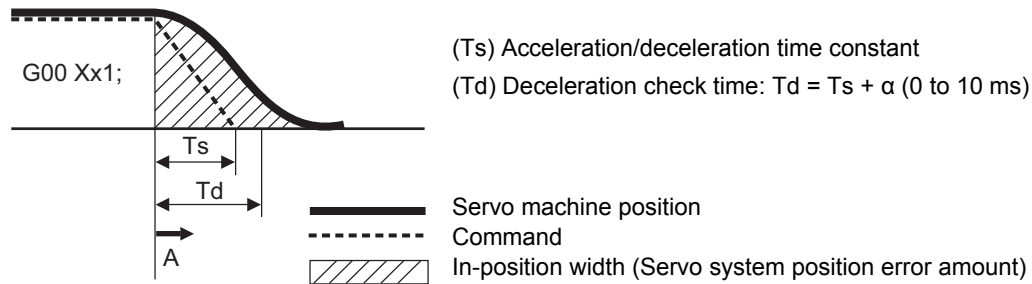 G00 Xx1;
(Ts) Acceleration/deceleration time constant
(Td) Deceleration check time: Td = Ts + α (0 to 10 ms)
Ts
Td
A
Servo machine position
Command
In-position width (Servo system position error amount)